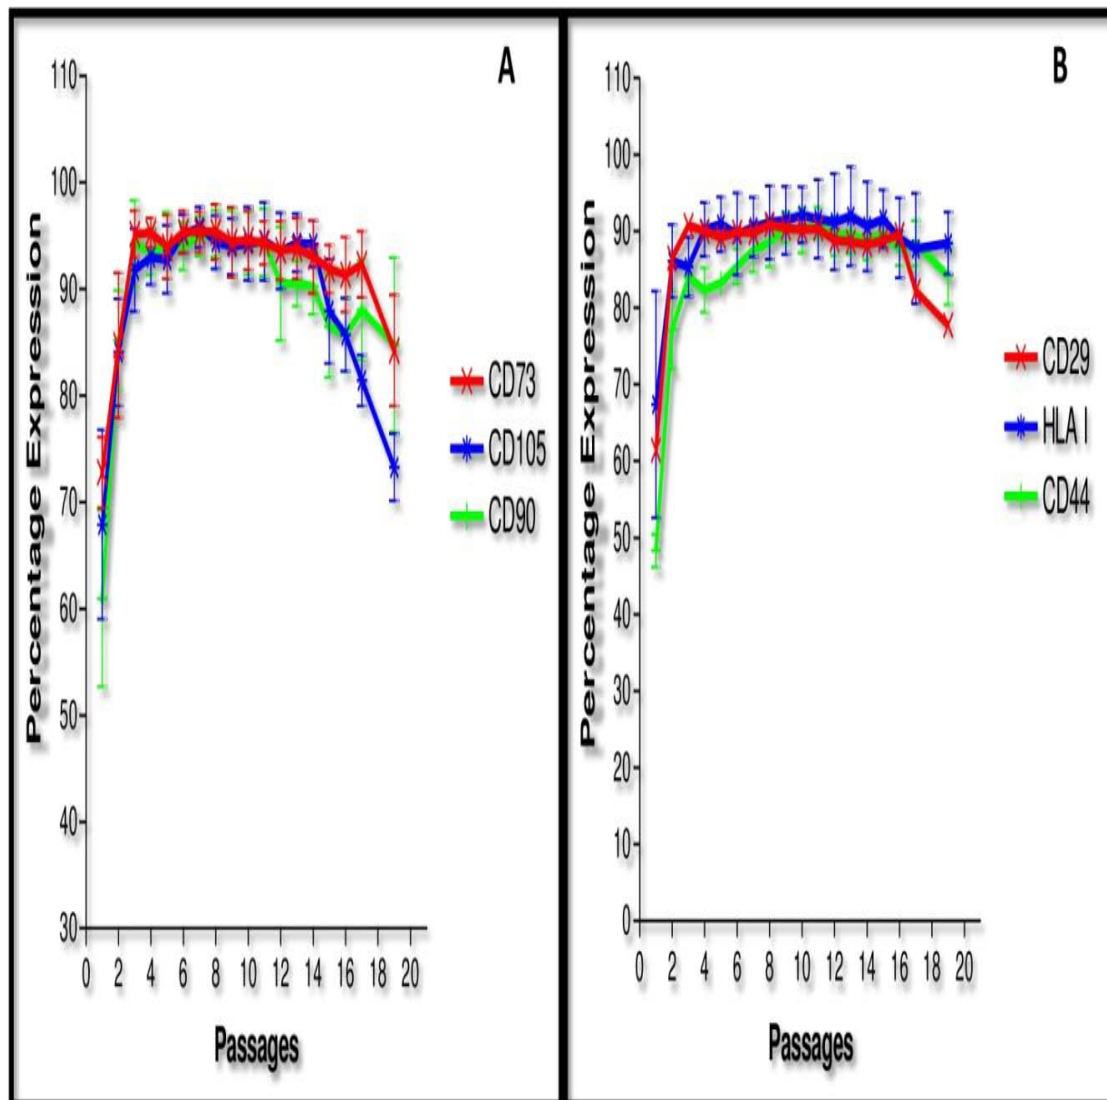 A
110
100
90
80
70
60
50
40
30
0 2 4 6 8 10 12 14 16 18 20
Percentage Expression
Passages
CD73
CD105
CD90
B
110
100
90
80
70
60
50
40
30
20
10
0
0 2 4 6 8 10 12 14 16 18 20
Percentage Expression
Passages
CD29
HLA I
CD44